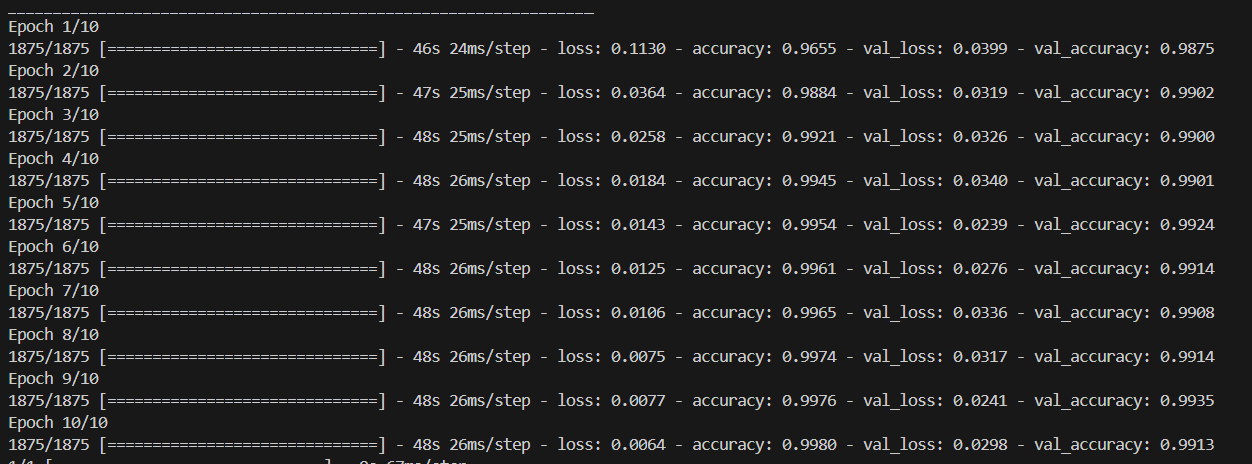 _________________________________________________________________
Epoch 1/10
1875/1875 [==============================] - 46s 24ms/step - loss: 0.1130 - accuracy: 0.9655 - val_loss: 0.0399 - val_accuracy: 0.9875
Epoch 2/10
1875/1875 [==============================] - 47s 25ms/step - loss: 0.0364 - accuracy: 0.9884 - val_loss: 0.0319 - val_accuracy: 0.9902
Epoch 3/10
1875/1875 [==============================] - 48s 25ms/step - loss: 0.0258 - accuracy: 0.9921 - val_loss: 0.0326 - val_accuracy: 0.9900
Epoch 4/10
1875/1875 [==============================] - 48s 26ms/step - loss: 0.0184 - accuracy: 0.9945 - val_loss: 0.0340 - val_accuracy: 0.9901
Epoch 5/10
1875/1875 [==============================] - 47s 25ms/step - loss: 0.0143 - accuracy: 0.9954 - val_loss: 0.0239 - val_accuracy: 0.9924
Epoch 6/10
1875/1875 [==============================] - 48s 26ms/step - loss: 0.0125 - accuracy: 0.9961 - val_loss: 0.0276 - val_accuracy: 0.9914
Epoch 7/10
1875/1875 [==============================] - 48s 26ms/step - loss: 0.0106 - accuracy: 0.9965 - val_loss: 0.0336 - val_accuracy: 0.9908
Epoch 8/10
1875/1875 [==============================] - 48s 26ms/step - loss: 0.0075 - accuracy: 0.9974 - val_loss: 0.0317 - val_accuracy: 0.9914
Epoch 9/10
1875/1875 [==============================] - 48s 26ms/step - loss: 0.0077 - accuracy: 0.9976 - val_loss: 0.0241 - val_accuracy: 0.9935
Epoch 10/10
1875/1875 [==============================] - 48s 26ms/step - loss: 0.0064 - accuracy: 0.9980 - val_loss: 0.0298 - val_accuracy: 0.9913